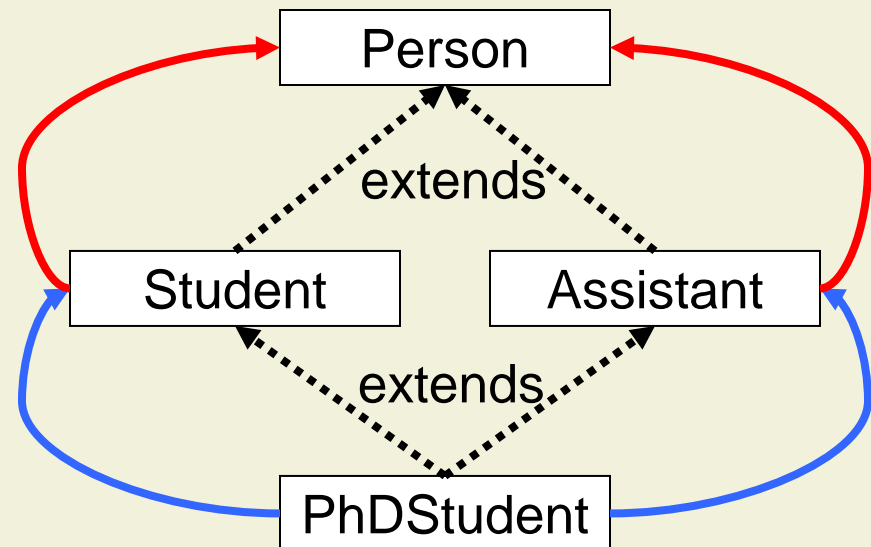 Person
extends
Student
Assistant
extends
PhDStudent